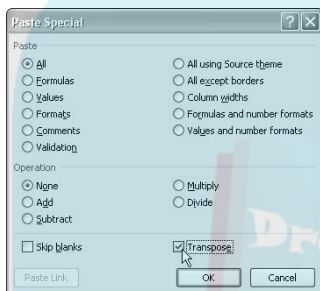 Paste Special
Paste
All
All using Source theme
Formulas
All except borders
Values
Column widths
Formats
Formulas and number formats
Comments
Values and number formats
Validation
Operation
None
Multiply
Add
Divide
Subtract
Skip blanks
Transpose
Paste Link
OK
Cancel